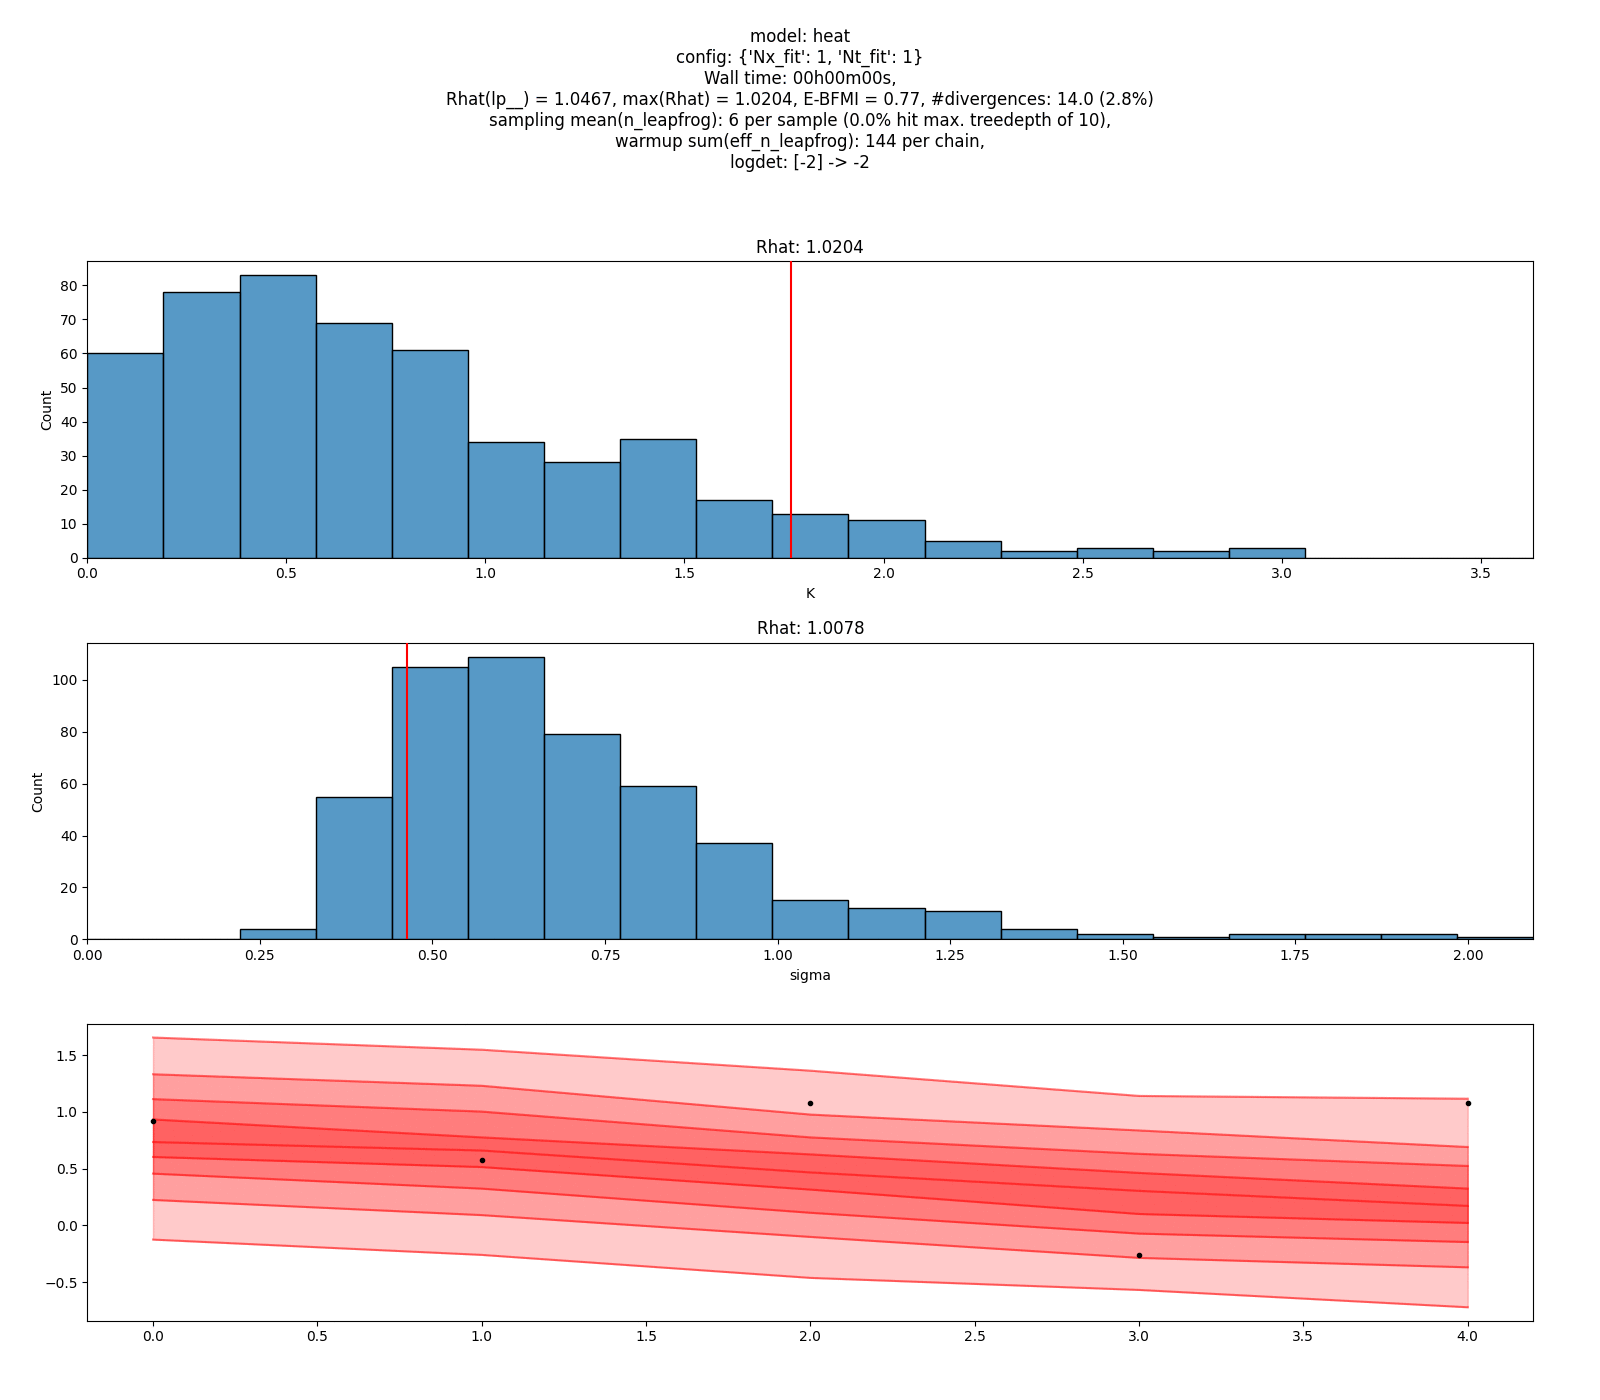 model: heat
config: {'Nx_fit': 1, 'Nt_fit': 1}
Wall time: 00h00m00s,
Rhat(lp__) = 1.0467, max(Rhat) = 1.0204, E-BFMI = 0.77, #divergences: 14.0 (2.8%)
sampling mean(n_leapfrog): 6 per sample (0.0% hit max. treedepth of 10),
warmup sum(eff_n_leapfrog): 144 per chain,
logdet: [-2] -> -2
Rhat: 1.0204
80
70
60
50
40
30
20
10
0
Count
0.0 0.5 1.0 1.5 2.0 2.5 3.0 3.5
K
Rhat: 1.0078
100
80
60
40
20
0
Count
0.00 0.25 0.50 0.75 1.00 1.25 1.50 1.75 2.00
sigma
1.5
1.0
0.5
0.0
−0.5
0.0 0.5 1.0 1.5 2.0 2.5 3.0 3.5 4.0